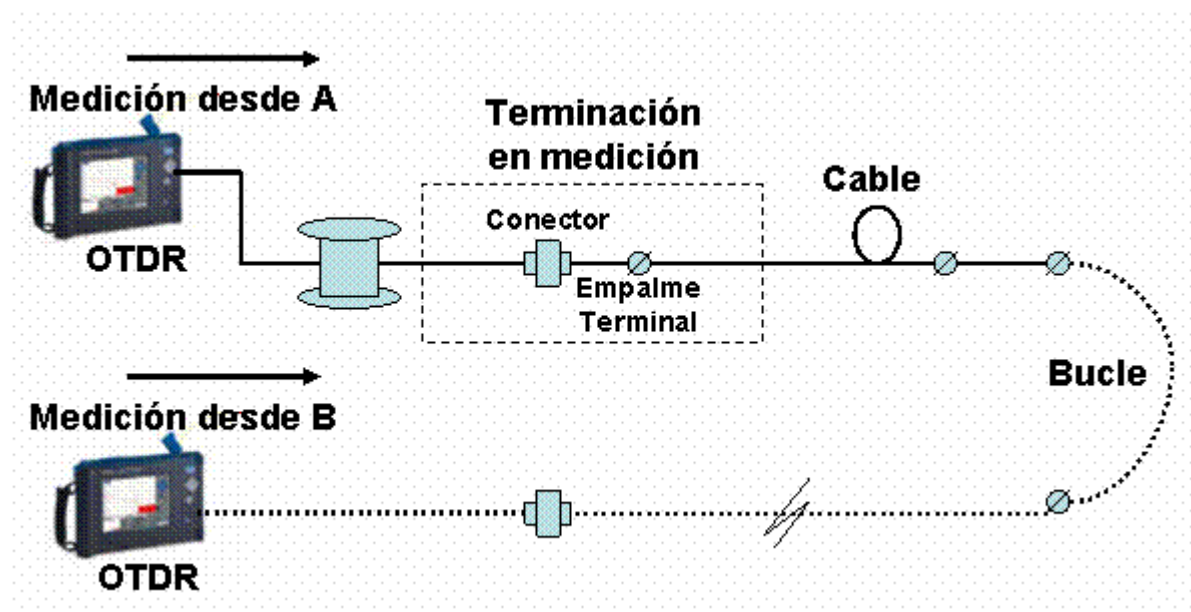 Medición desde A
OTDR
Terminación
en medición
Conector
Empalme
Terminal
Cable
Bucle
Medición desde B
OTDR